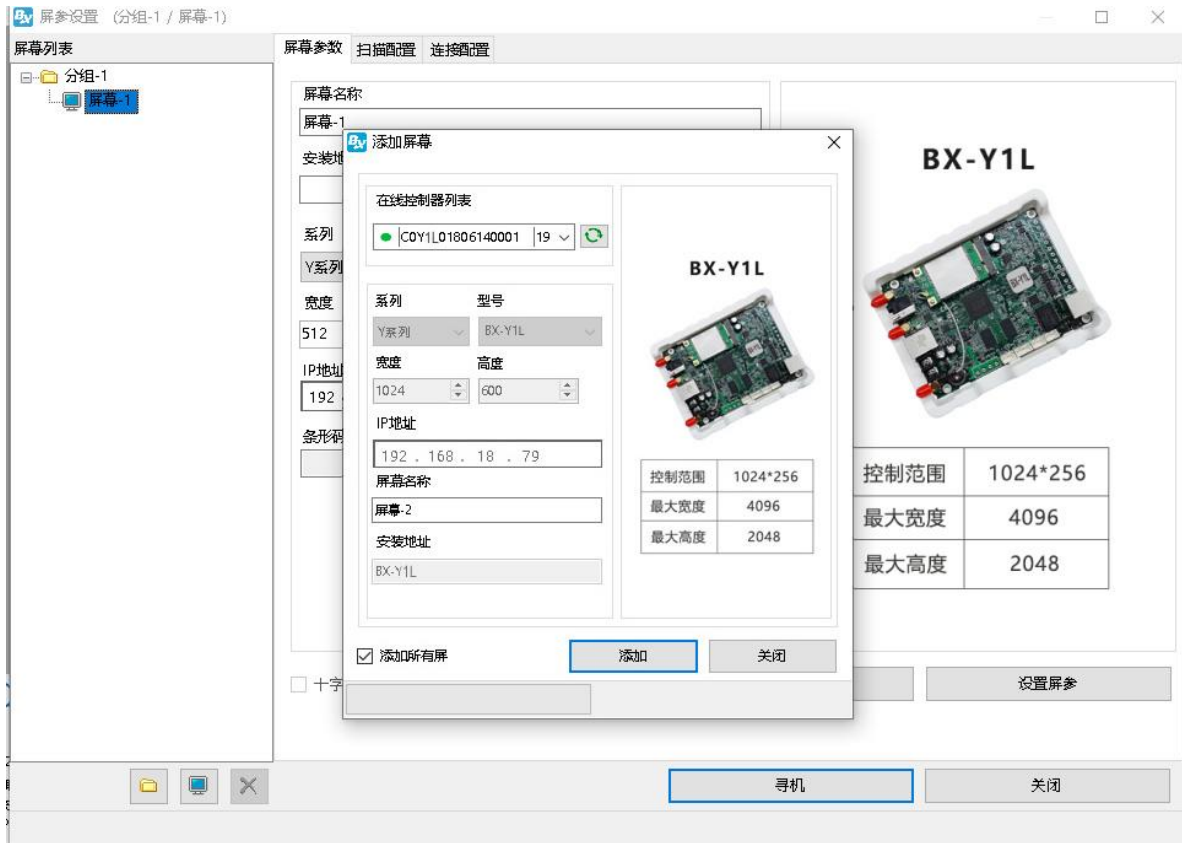 屏参设置 (分组-1 / 屏幕-1)
屏幕列表
分组-1
屏幕-1
屏幕参数 扫描配置 连接配置
屏幕名称
屏幕-1
安装地
系列
Y系列
宽度
512
IP地址
192
条形码
十字
添加屏幕
在线控制器列表
C0Y1L01806140001 19
系列 型号
Y系列 BX-Y1L
宽度 高度
1024 600
IP地址
192 . 168 . 18 . 79
屏幕名称
屏幕-2
安装地址
BX-Y1L
BX-Y1L
控制范围 1024*256
最大宽度 4096
最大高度 2048
添加所有屏 添加 关闭
BX-Y1L
控制范围 1024*256
最大宽度 4096
最大高度 2048
设置屏参
寻机 关闭